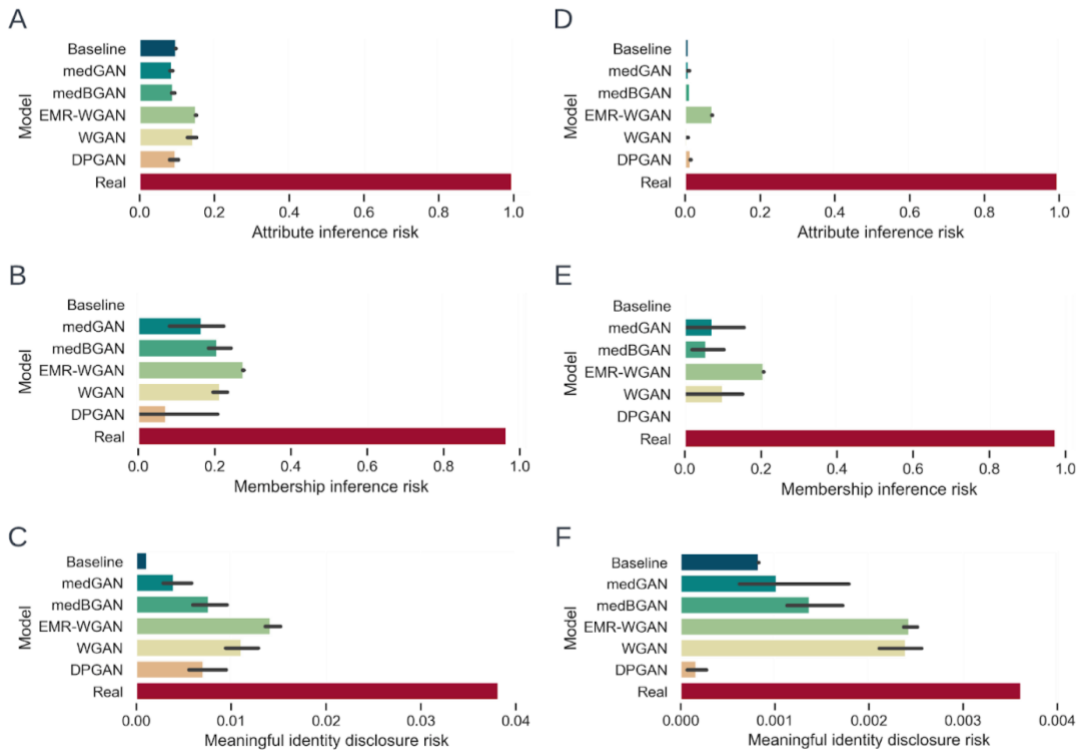 A
Model
Baseline
medGAN
medBGAN
EMR-WGAN
WGAN
DPGAN
Real
0.0 0.2 0.4 0.6 0.8 1.0
Attribute inference risk
D
Model
Baseline
medGAN
medBGAN
EMR-WGAN
WGAN
DPGAN
Real
0.0 0.2 0.4 0.6 0.8 1.0
Attribute inference risk
B
Model
Baseline
medGAN
medBGAN
EMR-WGAN
WGAN
DPGAN
Real
0.0 0.2 0.4 0.6 0.8 1.0
Membership inference risk
E
Model
Baseline
medGAN
medBGAN
EMR-WGAN
WGAN
DPGAN
Real
0.0 0.2 0.4 0.6 0.8 1.0
Membership inference risk
C
Model
Baseline
medGAN
medBGAN
EMR-WGAN
WGAN
DPGAN
Real
0.00 0.01 0.02 0.03 0.04
Meaningful identity disclosure risk
F
Model
Baseline
medGAN
medBGAN
EMR-WGAN
WGAN
DPGAN
Real
0.000 0.001 0.002 0.003 0.004
Meaningful identity disclosure risk